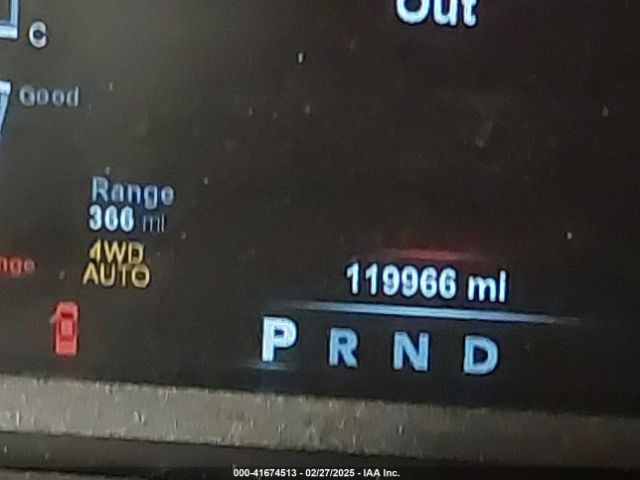 Out
C
Good
Range
366 mi
4WD
AUTO
nge
119966 mi
P R N D
000-41674513 - 02/27/2025 - IAA Inc.